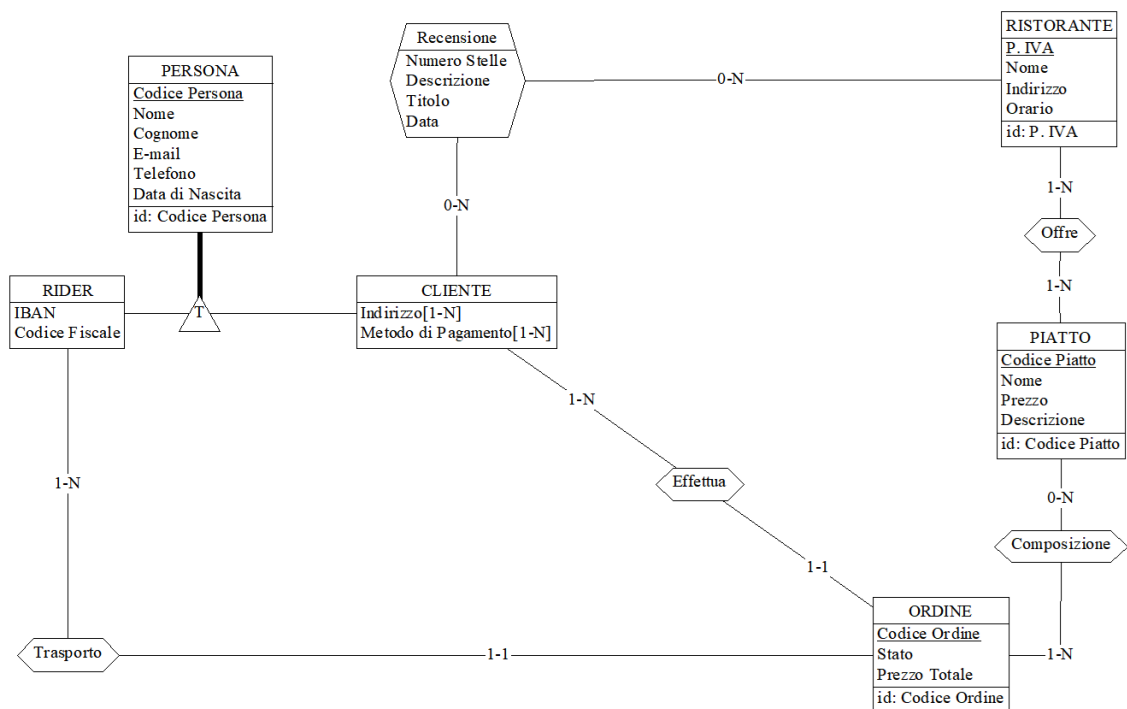 Recensione
Numero Stelle
Descrizione
Titolo
Data
0-N
RISTORANTE
P. IVA
Nome
Indirizzo
Orario
id: P. IVA
PERSONA
Codice Persona
Nome
Cognome
E-mail
Telefono
Data di Nascita
id: Codice Persona
0-N
1-N
Offre
1-N
RIDER
IBAN
Codice Fiscale
T
CLIENTE
Indirizzo[1-N]
Metodo di Pagamento[1-N]
PIATTO
Codice Piatto
Nome
Prezzo
Descrizione
id: Codice Piatto
1-N
1-N
Effettua
0-N
Composizione
1-1
ORDINE
Codice Ordine
Stato
Prezzo Totale
id: Codice Ordine
1-N
Trasporto
1-1